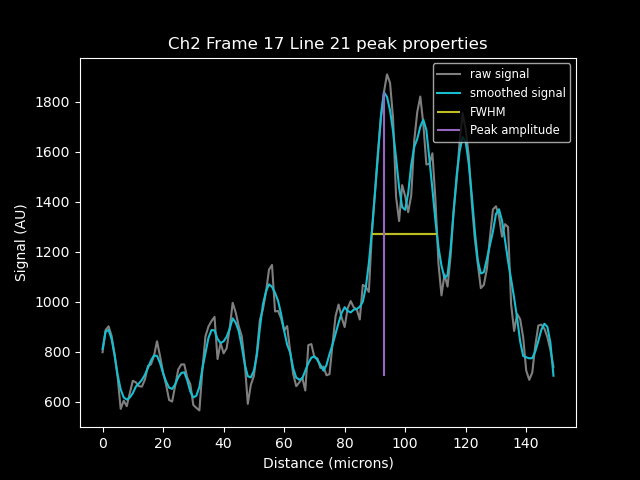 Ch2 Frame 17 Line 21 peak properties
raw signal
smoothed signal
FWHM
Peak amplitude
Signal (AU)
1800
1600
1400
1200
1000
800
600
0 20 40 60 80 100 120 140
Distance (microns)